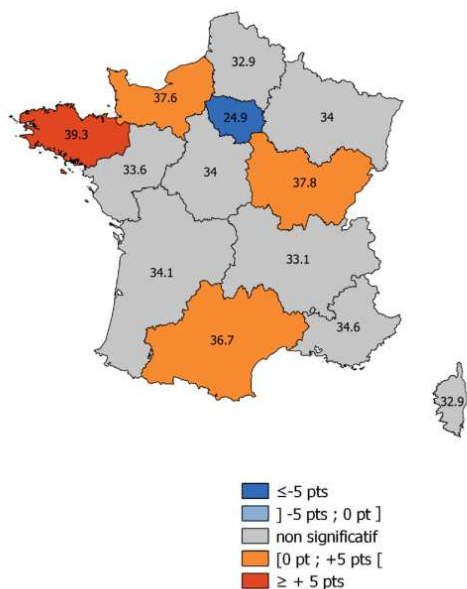 32.9
37.6
24.9
34
39.3
33.6
34
37.8
34.1
33.1
34.6
36.7
32.9
≤-5 pts
] -5 pts ; 0 pt ]
non significatif
[0 pt ; +5 pts [
≥ + 5 pts